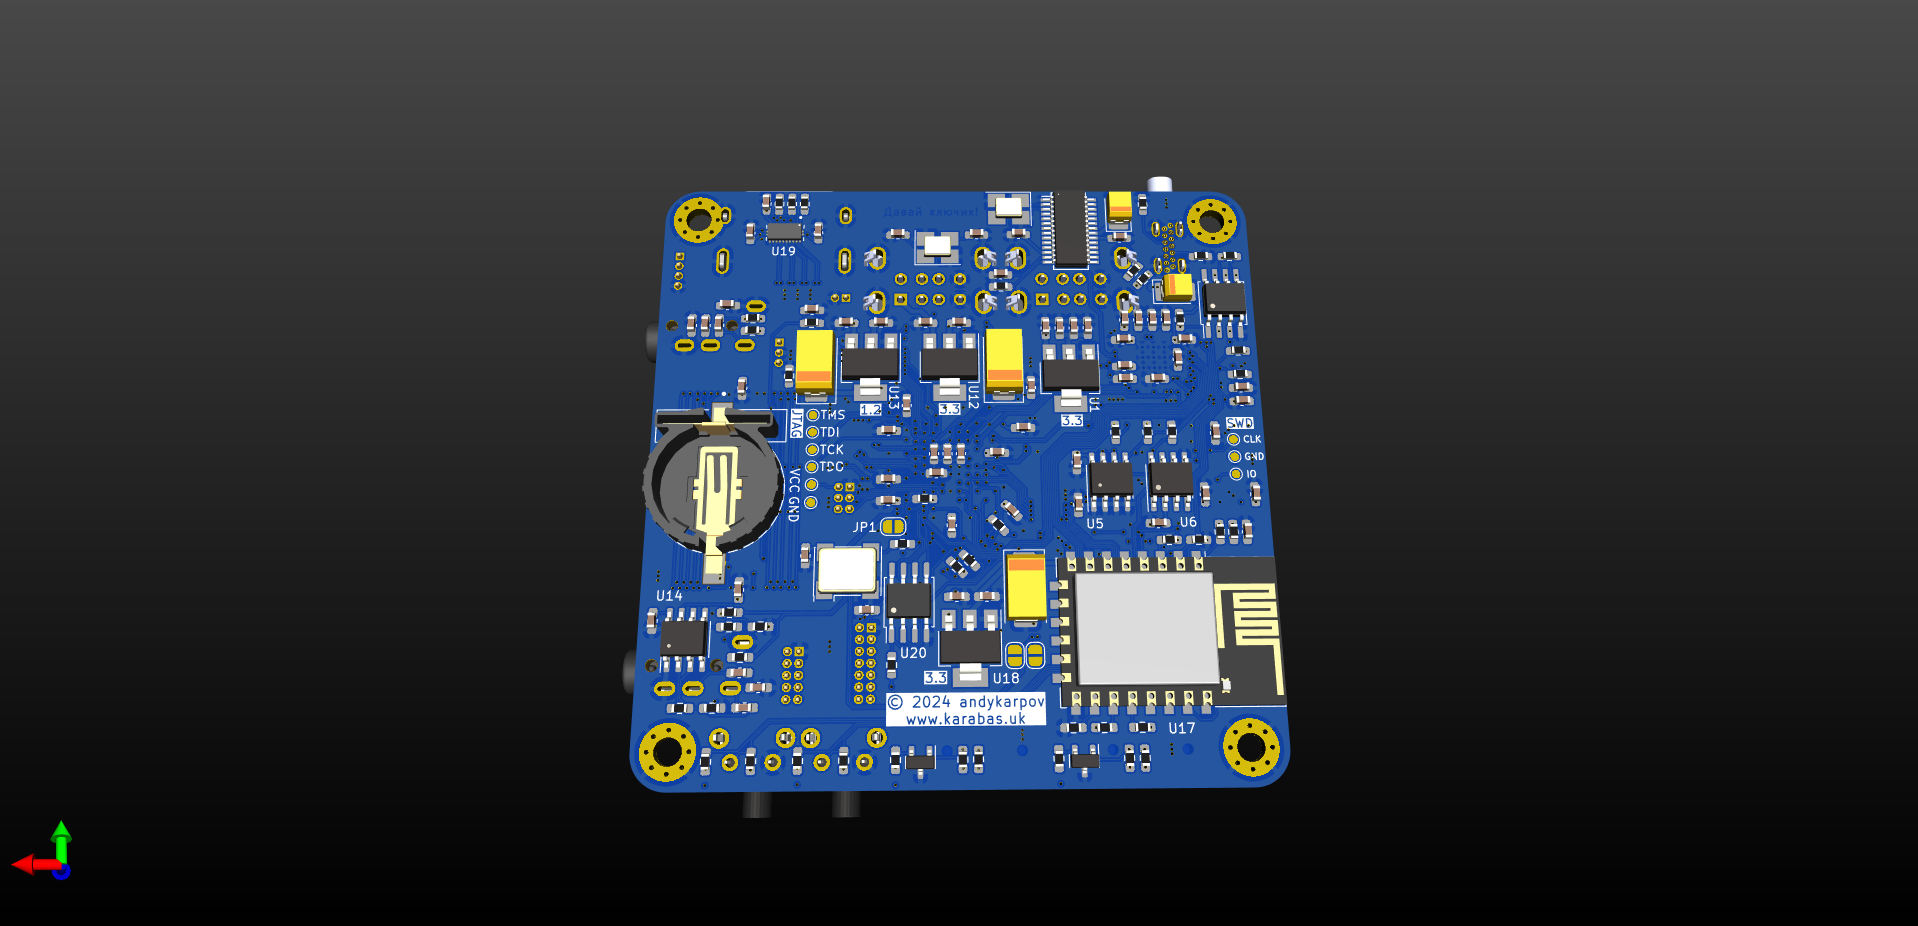 Давай ключик!
U19
U13
1.2
U12
3.3
3.3
JTAG
TMS
TDI
TCK
TDO
VCC GND
SWD
CLK
GND
IO
U5
U6
JP1
U14
U20
3.3
U18
© 2024 andykarpov
www.karabas.uk
U17